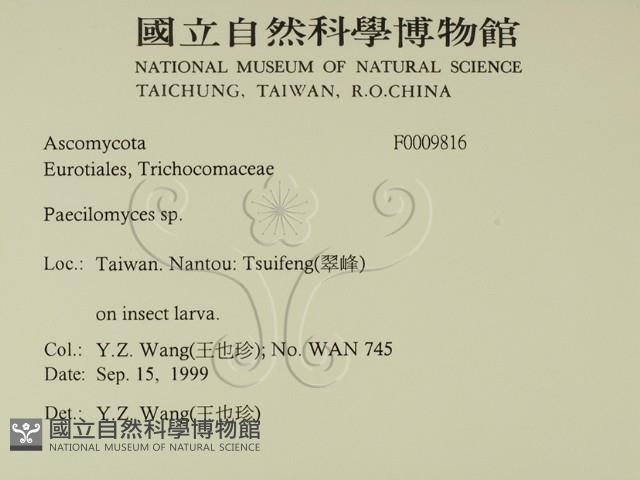 國立自然科學博物館
NATIONAL MUSEUM OF NATURAL SCIENCE
TAICHUNG, TAIWAN, R.O.CHINA
Ascomycota F0009816
Eurotiales, Trichocomaceae
Paecilomyces sp.
Loc.: Taiwan. Nantou: Tsuifeng(翠峰)
on insect larva.
Col.: Y.Z. Wang(王也珍); No. WAN 745
Date: Sep. 15, 1999
Det.: Y.Z. Wang(王也珍)
國立自然科學博物館
NATIONAL MUSEUM OF NATURAL SCIENCE